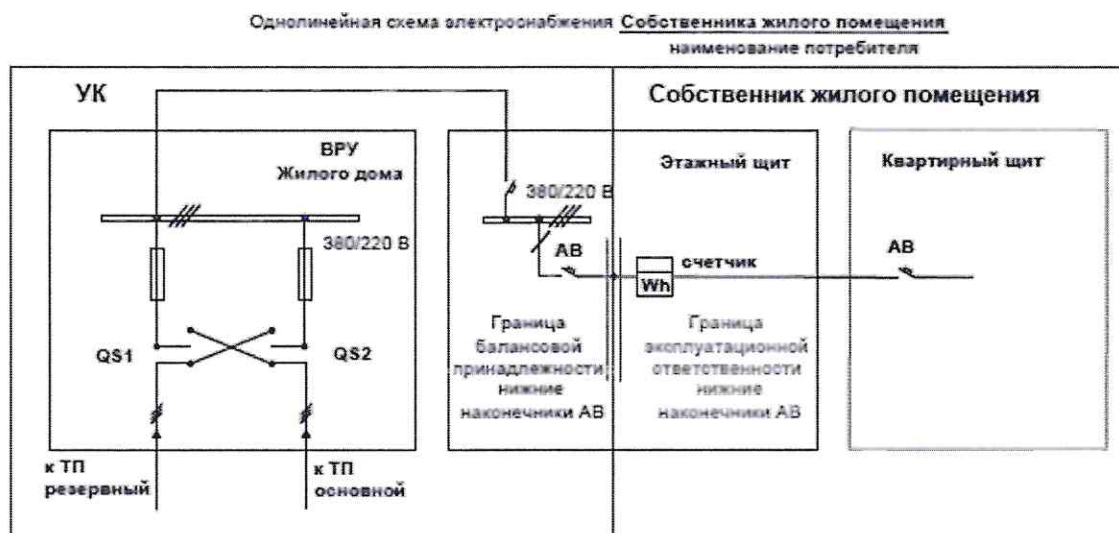 Однолинейная схема электроснабжения Собственника жилого помещения
наименование потребителя
УК
Собственник жилого помещения
ВРУ
Жилого дома
380/220 В
QS1
QS2
к ТП
резервный
к ТП
основной
Этажный щит
380/220 В
АВ
счетчик
Wh
Граница
балансовой
принадлежности
нижние
наконечники АВ
Граница
эксплуатационной
ответственности
нижние
наконечники АВ
Квартирный щит
АВ